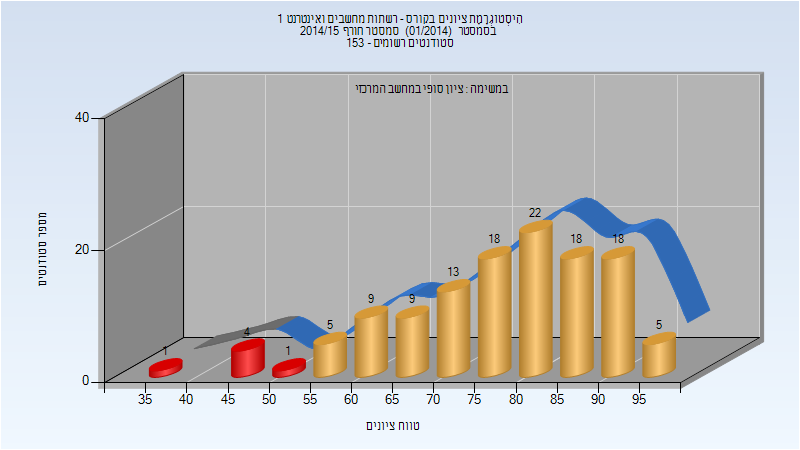 היסטוגרמת ציונים בקורס - רשתות מחשבים ואינטרנט 1
בסמסטר (01/2014) סמסטר חורף 2014/15
סטודנטים רשומים - 153
במשימה : ציון סופי במחשב המרכזי
40
20
0
מספר סטודנטים
1
4
1
5
9
9
13
18
22
18
18
5
35 40 45 50 55 60 65 70 75 80 85 90 95
טווח ציונים